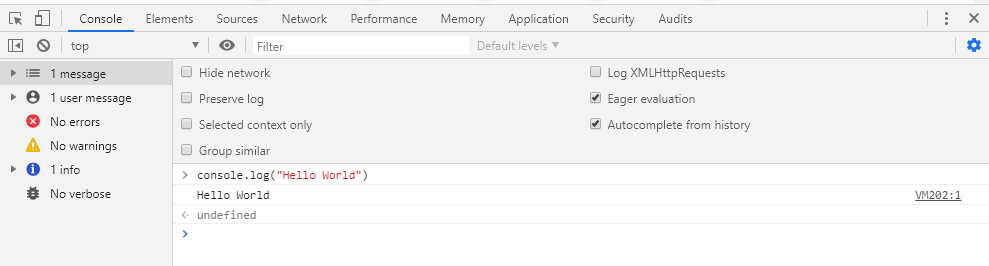 Console Elements Sources Network Performance Memory Application Security Audits
top Filter Default levels
1 message
1 user message
No errors
No warnings
1 info
No verbose
Hide network Log XMLHttpRequests
Preserve log Eager evaluation
Selected context only Autocomplete from history
Group similar
console.log("Hello World")
Hello World VM202:1
undefined